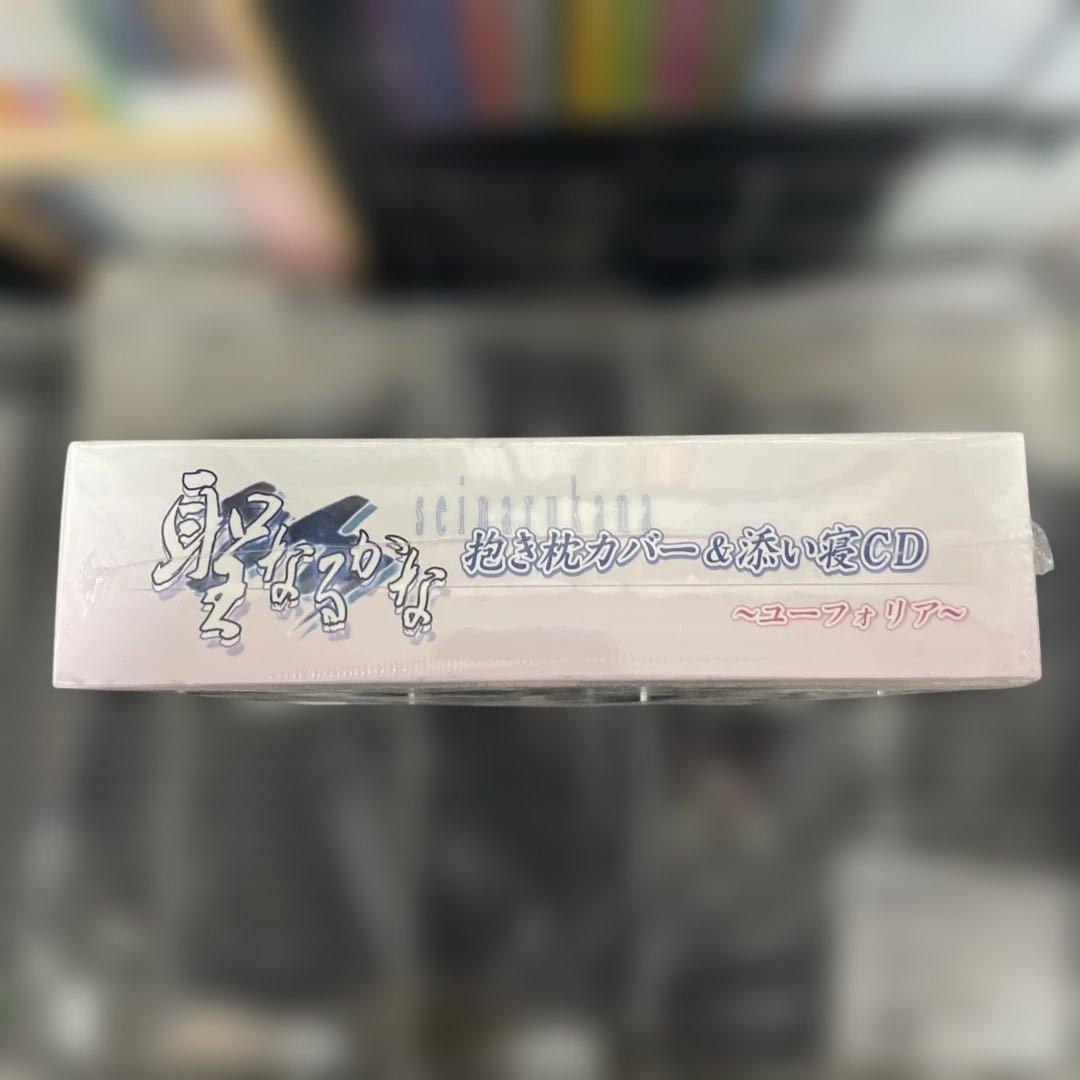 聖なるかな
seinarukana
抱き枕カバー＆添い寝CD
～ユーフォリア～